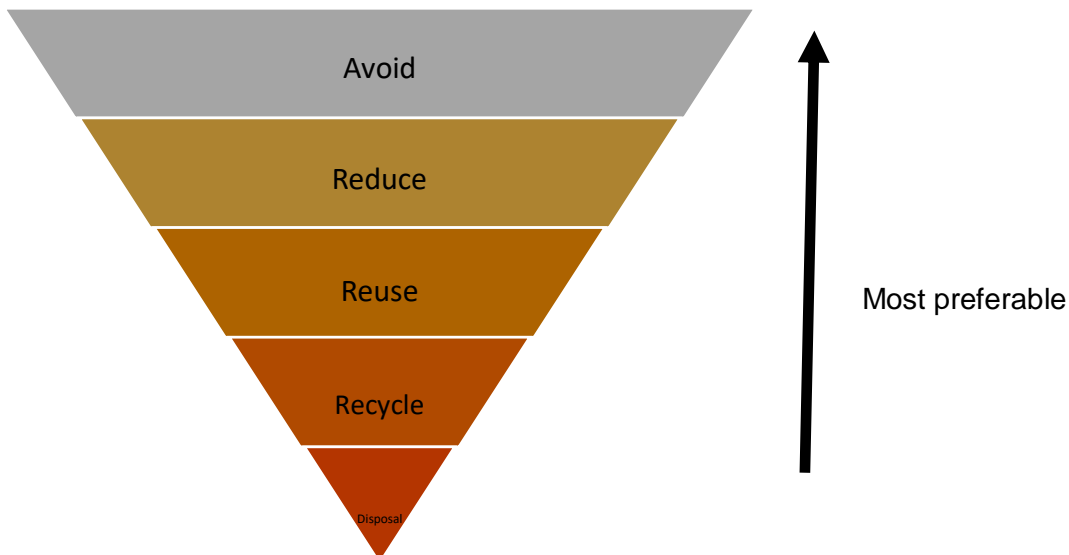 Avoid
Reduce
Reuse
Most preferable
Recycle
Disposal